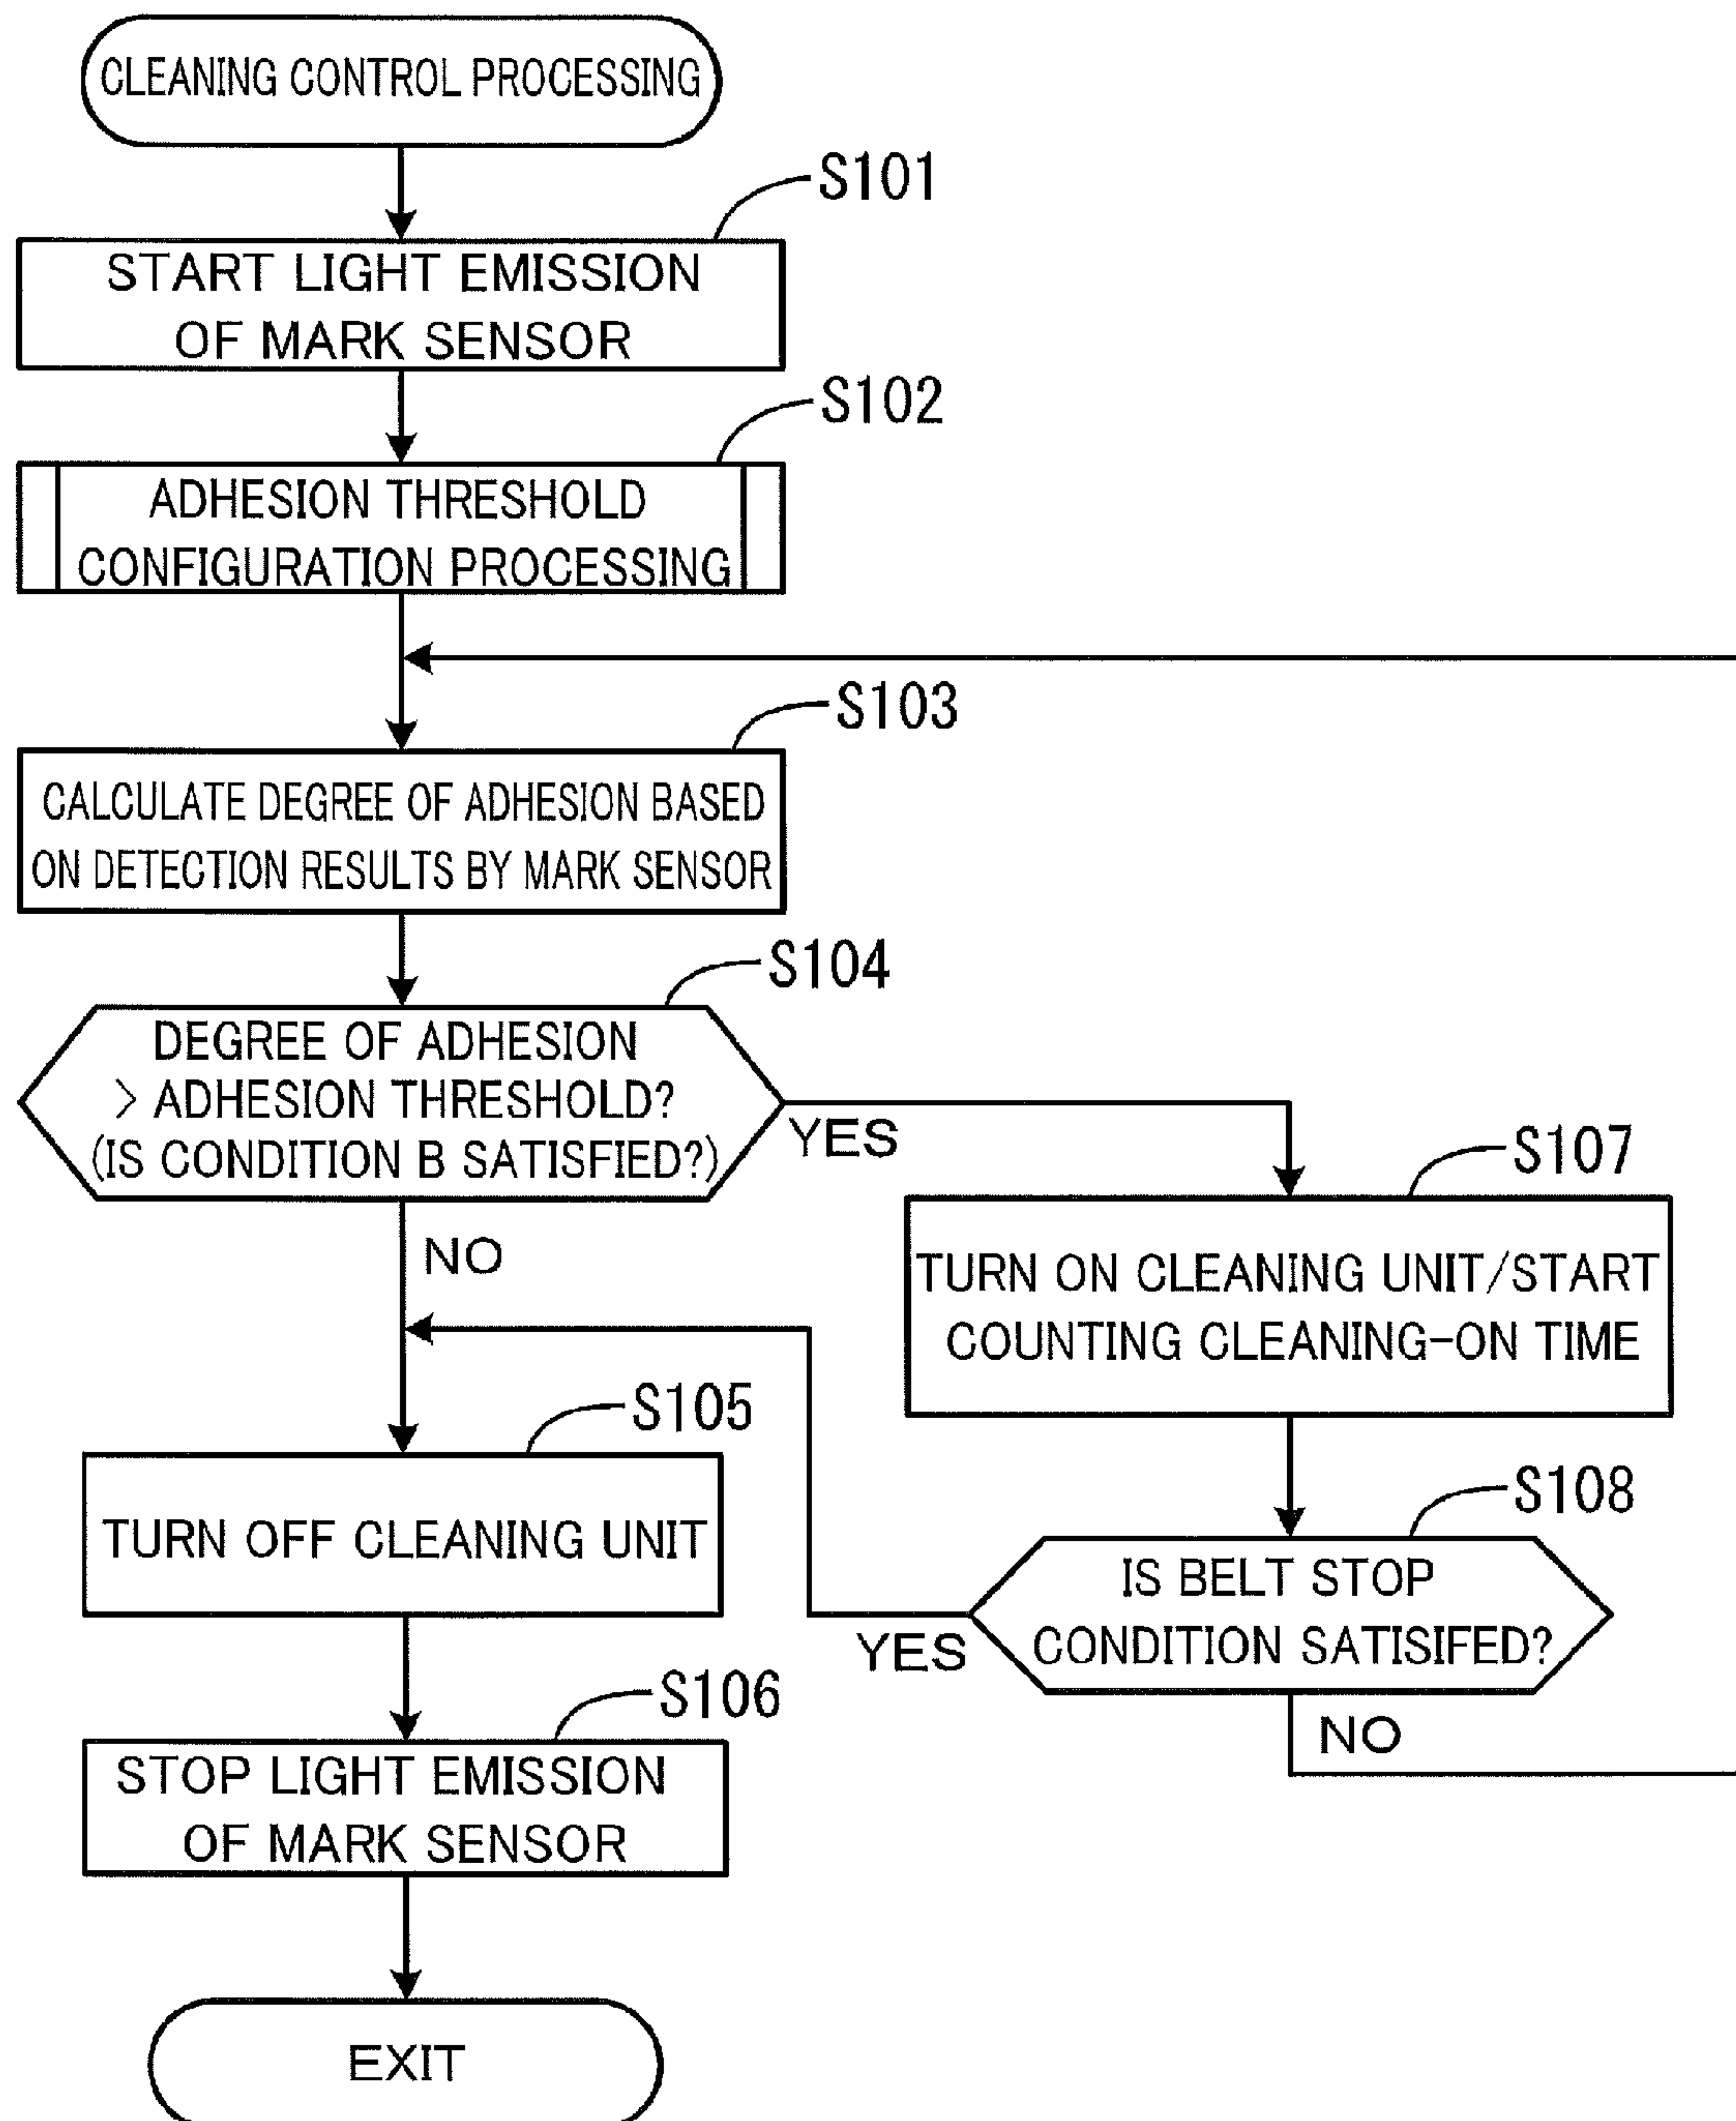 CLEANING CONTROL PROCESSING
S101
START LIGHT EMISSION
OF MARK SENSOR
S102
ADHESION THRESHOLD
CONFIGURATION PROCESSING
S103
CALCULATE DEGREE OF ADHESION BASED
ON DETECTION RESULTS BY MARK SENSOR
S104
DEGREE OF ADHESION
> ADHESION THRESHOLD?
(IS CONDITION B SATISFIED?)
YES
NO
S107
TURN ON CLEANING UNIT/START
COUNTING CLEANING-ON TIME
S105
TURN OFF CLEANING UNIT
S108
IS BELT STOP
CONDITION SATISIFED?
YES
NO
S106
STOP LIGHT EMISSION
OF MARK SENSOR
EXIT